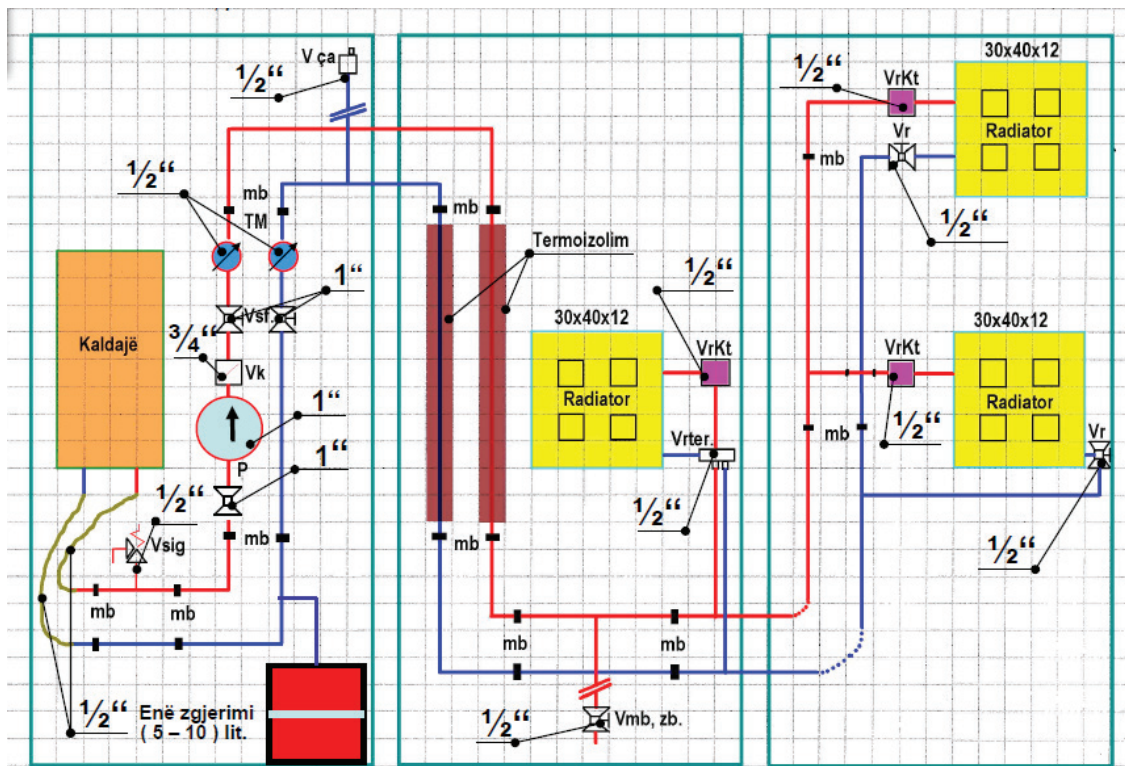 V ça
1/2“
1/2“
mb
TM
1“
Vsf.
3/4“
Kaldajë
Vk
1“
P
1“
1/2“
Vsig
mb
mb
mb
1/2“
Enë zgjerimi
( 5 – 10 ) lit.
mb
Termoizolim
1/2“
30x40x12
VrKt
Radiator
Vrter.
1/2“
mb
mb
mb
1/2“
Vmb, zb.
30x40x12
1/2“
VrKt
Radiator
Vr
mb
1/2“
30x40x12
VrKt
Radiator
mb
1/2“
Vr
1/2“